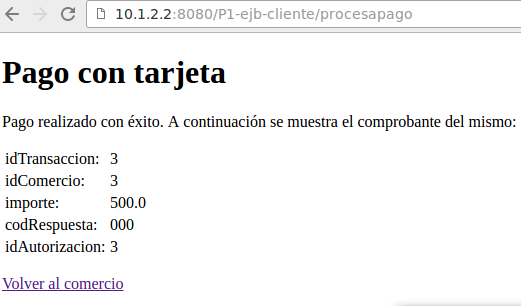 10.1.2.2:8080/P1-ejb-cliente/procesapago
Pago con tarjeta
Pago realizado con éxito. A continuación se muestra el comprobante del mismo:
idTransaccion: 3
idComercio: 3
importe: 500.0
codRespuesta: 000
idAutorizacion: 3
Volver al comercio